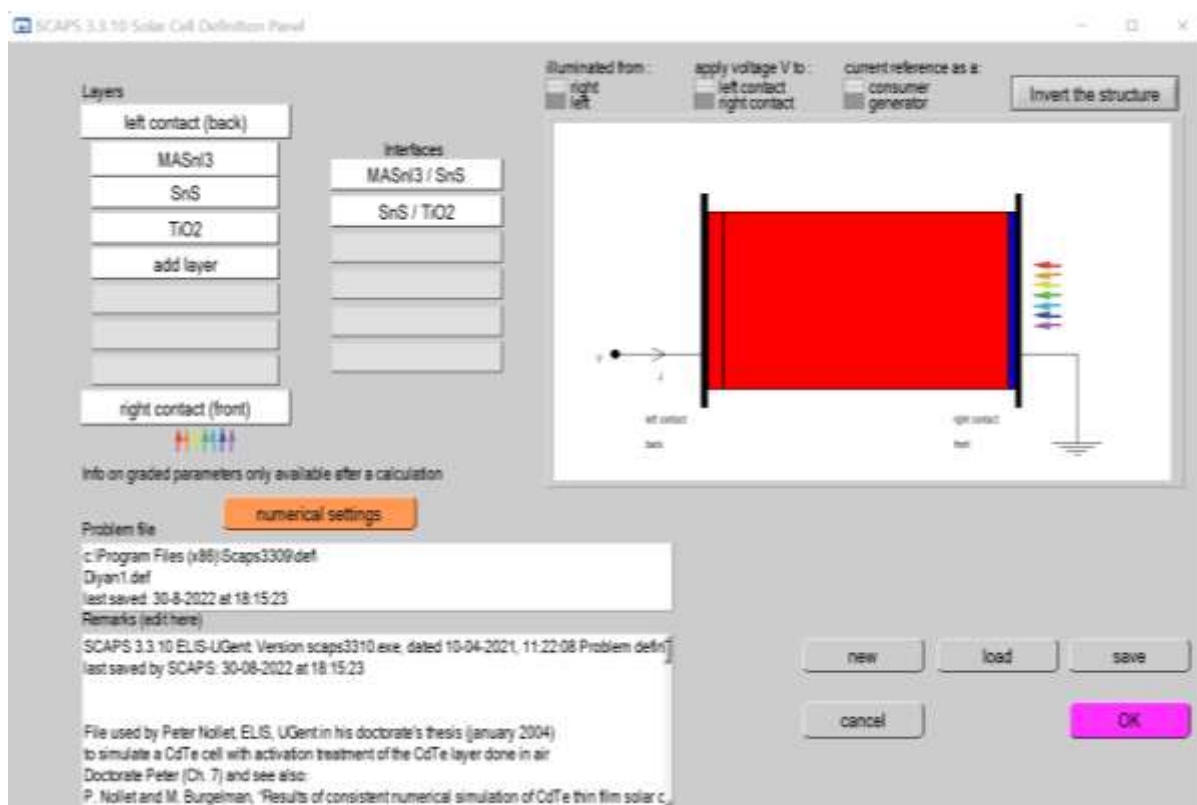 SCAPS 3.3.10 Solar Cell Definition Panel
illuminated from :
right
left
apply voltage V to :
left contact
right contact
current reference as a:
consumer
generator
Invert the structure
Layers
left contact (back)
MASnI3
SnS
TiO2
add layer
right contact (front)
Interfaces
MASnI3 / SnS
SnS / TiO2
left contact
back
right contact
front
Info on graded parameters only available after a calculation
numerical settings
Problem file
c:\Program Files (x86)\Scaps3309\def\
Diyan1.def
last saved: 30-8-2022 at 18:15:23
Remarks (edit here)
SCAPS 3.3.10 ELIS-UGent: Version scaps3310.exe, dated 10-04-2021, 11:22:08 Problem defin
last saved by SCAPS: 30-08-2022 at 18:15:23
File used by Peter Nollet, ELIS, UGent in his doctorate's thesis (january 2004)
to simulate a CdTe cell with activation treatment of the CdTe layer done in air
Doctorate Peter (Ch. 7) and see also:
P. Nollet and M. Burgelman, "Results of consistent numerical simulation of CdTe thin film solar c
new
load
save
cancel
OK